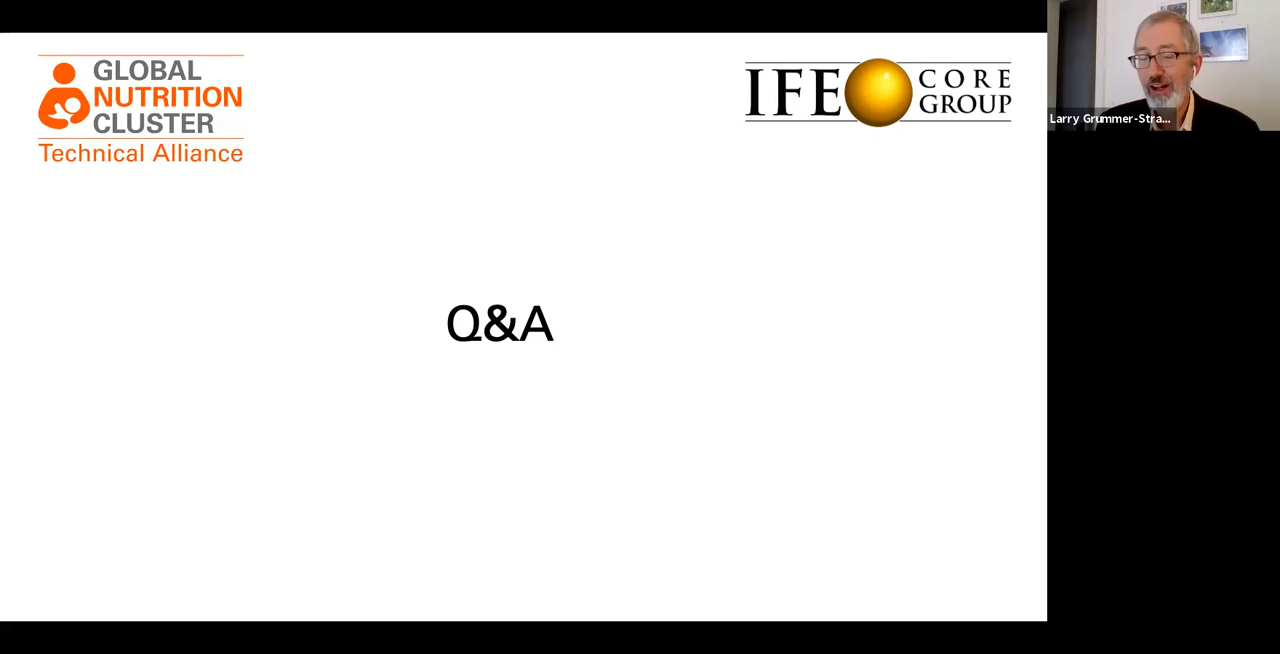 GLOBAL
NUTRITION
CLUSTER
Technical Alliance
IFE CORE
GROUP
Larry Grummer-Stra...
Q&A